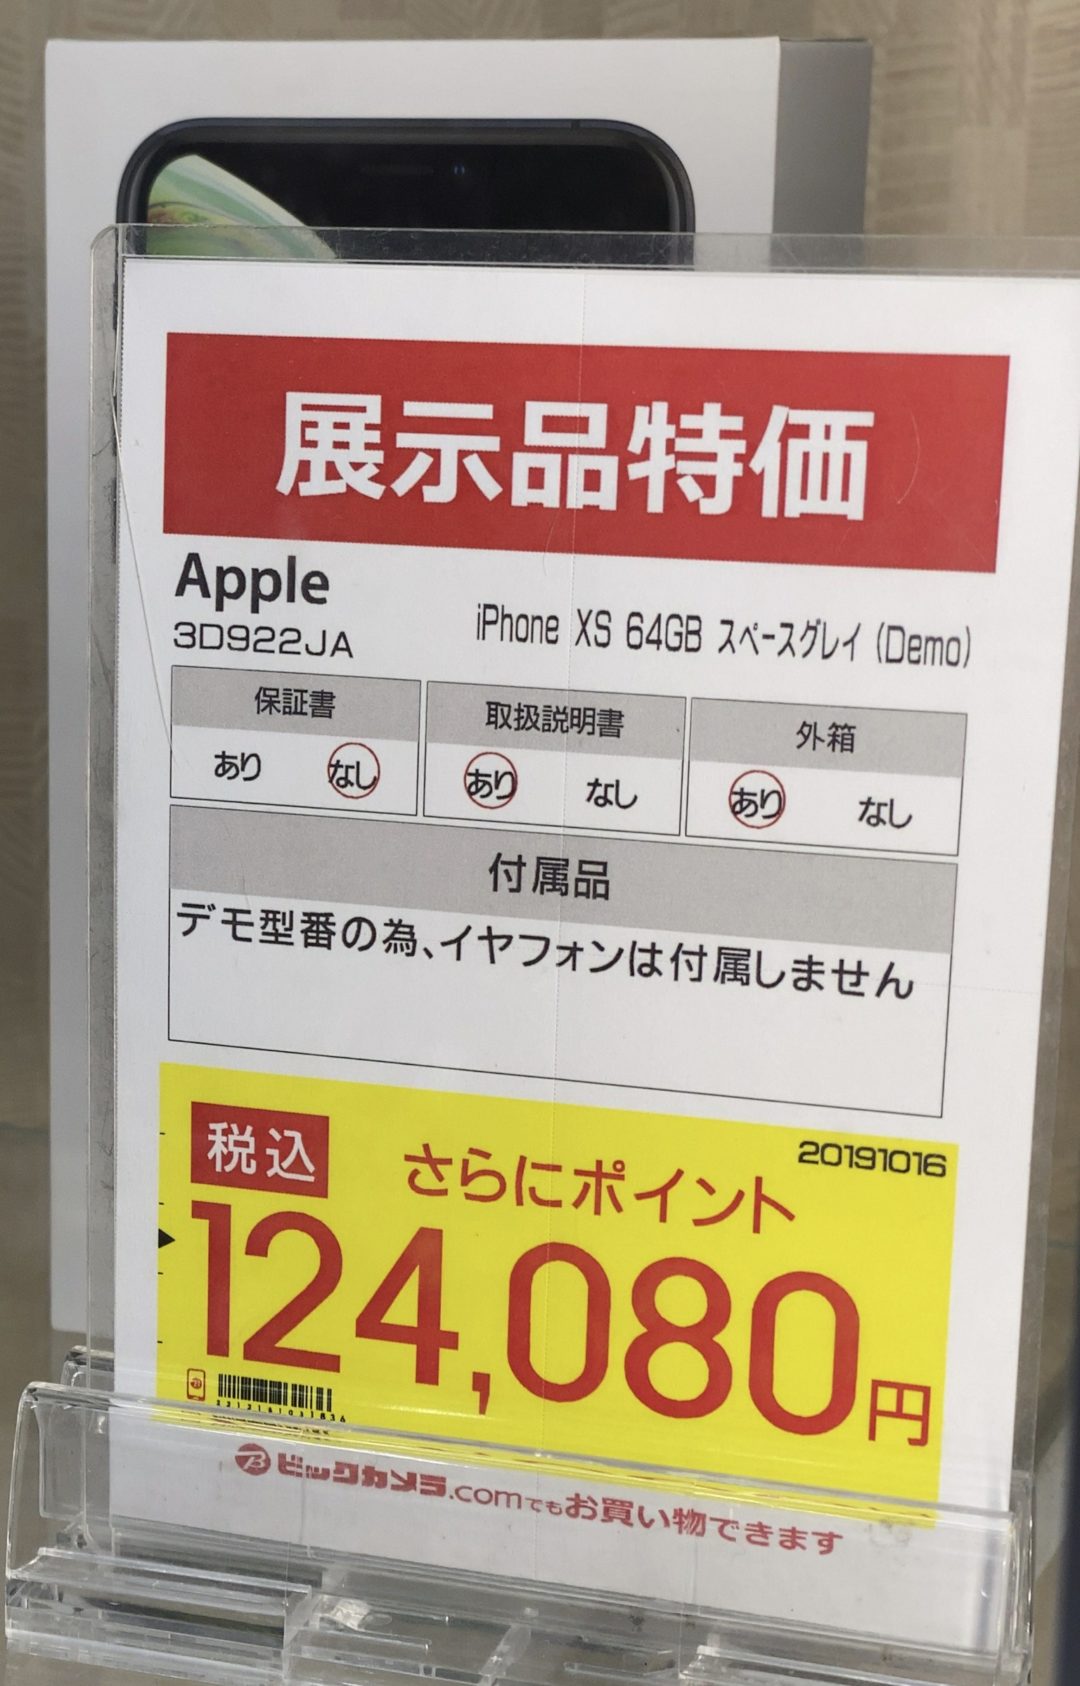 展示品特価
Apple
3D922JA
iPhone XS 64GB スペースグレイ (Demo)
保証書 取扱説明書 外箱
あり なし あり なし あり なし
付属品
デモ型番の為、イヤフォンは付属しません
税込 さらにポイント 20191016
124,080円
2212181031836
ビックカメラ.comでもお買い物できます